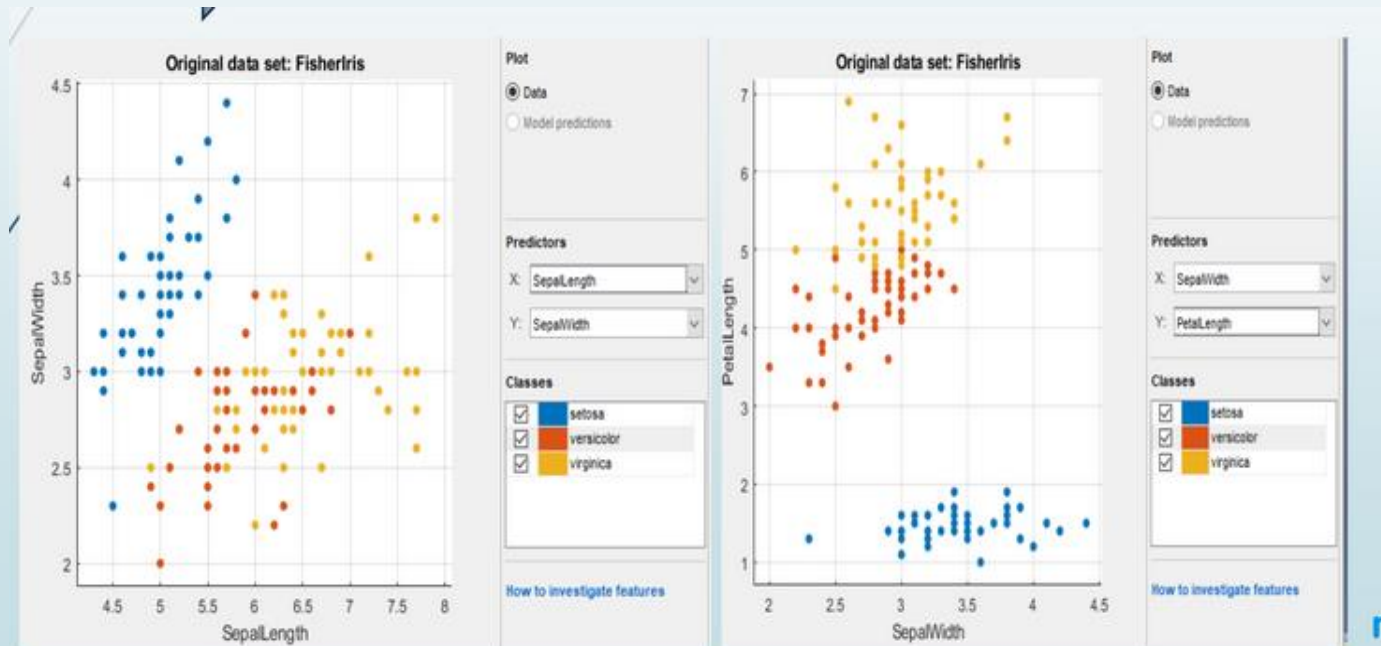 Original data set: FisherIris
4.5
4
3.5
3
2.5
2
SepalWidth
4.5 5 5.5 6 6.5 7 7.5 8
SepalLength
Plot
Data
Model predictions
Predictors
X: SepalLength
Y: SepalWidth
Classes
setosa
versicolor
virginica
How to investigate features
Original data set: FisherIris
7
6
5
4
3
2
1
PetalLength
2 2.5 3 3.5 4 4.5
SepalWidth
Plot
Data
Model predictions
Predictors
X: SepalWidth
Y: PetalLength
Classes
setosa
versicolor
virginica
How to investigate features